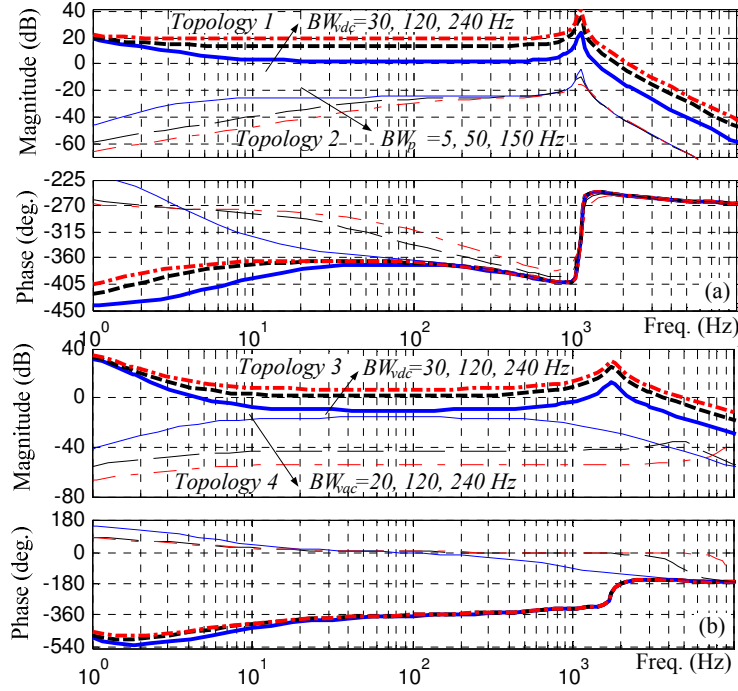 Magnitude (dB)
40
20
0
-20
-40
-60
Topology 1
BWvdc=30, 120, 240 Hz
Topology 2
BWp =5, 50, 150 Hz
Phase (deg.)
-225
-270
-315
-360
-405
-450
(a)
10^0
10^1
10^2
10^3
Freq. (Hz)
Magnitude (dB)
40
0
-40
-80
Topology 3
BWvdc=30, 120, 240 Hz
Topology 4
BWvac=20, 120, 240 Hz
Phase (deg.)
180
0
-180
-360
-540
(b)
10^0
10^1
10^2
10^3
Freq. (Hz)